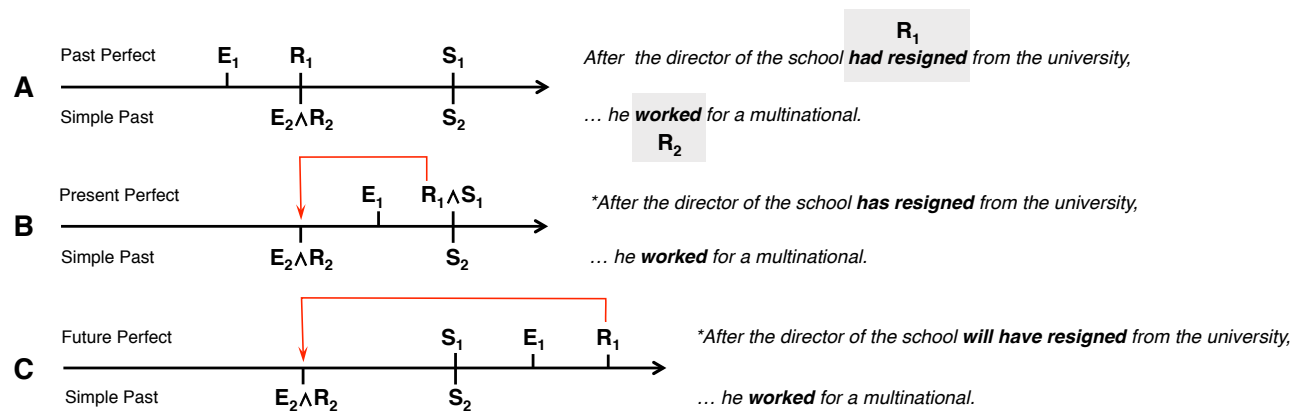 R₁
Past Perfect E₁ R₁ S₁ After the director of the school had resigned from the university,
A
Simple Past E₂∧R₂ S₂ … he worked for a multinational.
R₂
Present Perfect E₁ R₁∧S₁ *After the director of the school has resigned from the university,
B
Simple Past E₂∧R₂ S₂ … he worked for a multinational.
Future Perfect S₁ E₁ R₁ *After the director of the school will have resigned from the university,
C
Simple Past E₂∧R₂ S₂ … he worked for a multinational.